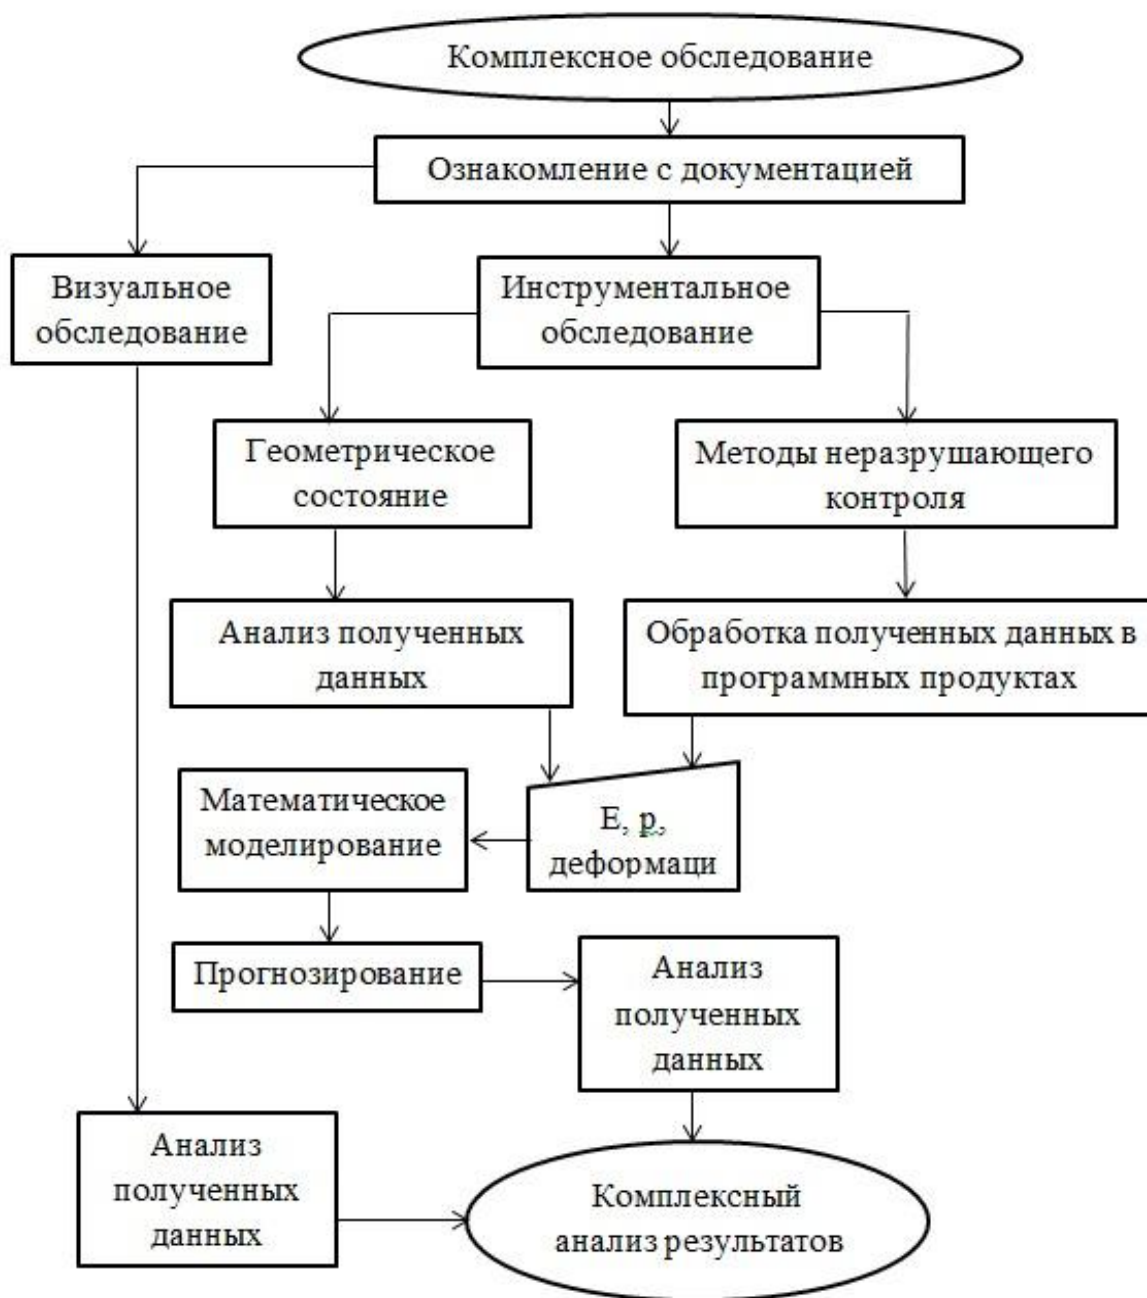 Комплексное обследование
Ознакомление с документацией
Визуальное
обследование
Инструментальное
обследование
Геометрическое
состояние
Методы неразрушающего
контроля
Анализ полученных
данных
Обработка полученных данных в
программных продуктах
Математическое
моделирование
E, p,
деформаци
Прогнозирование
Анализ
полученных
данных
Анализ
полученных
данных
Комплексный
анализ результатов